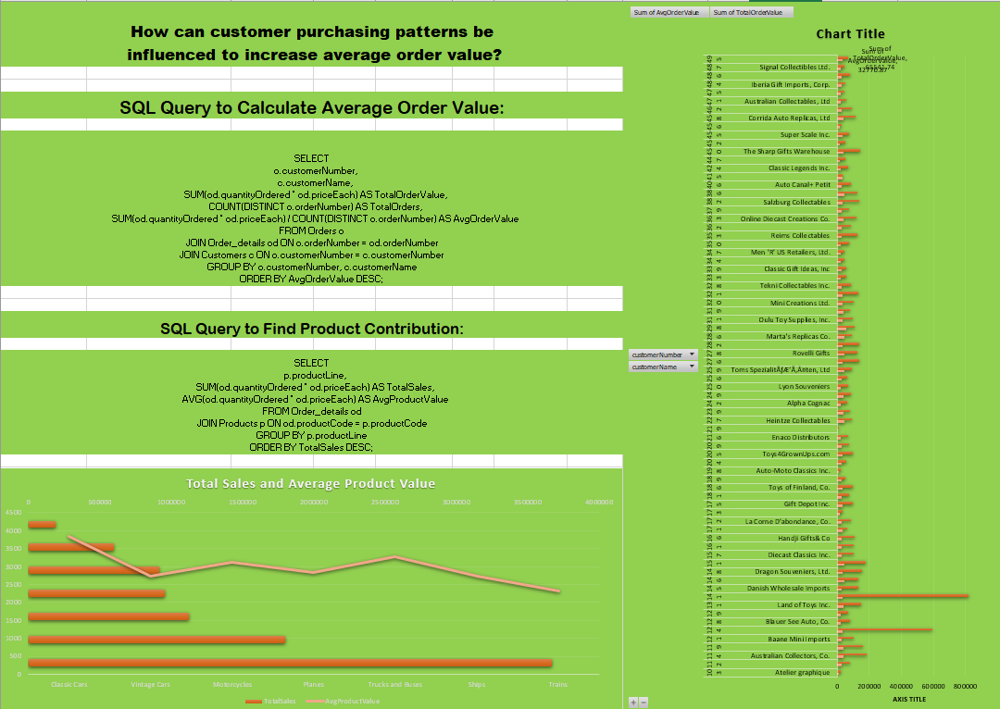 How can customer purchasing patterns be
influenced to increase average order value?
SQL Query to Calculate Average Order Value:
SELECT
o.customerNumber,
c.customerName,
SUM(od.quantityOrdered * od.priceEach) AS TotalOrderValue,
COUNT(DISTINCT o.orderNumber) AS TotalOrders,
SUM(od.quantityOrdered * od.priceEach) / COUNT(DISTINCT o.orderNumber) AS AvgOrderValue
FROM Orders o
JOIN Order_details od ON o.orderNumber = od.orderNumber
JOIN Customers c ON o.customerNumber = c.customerNumber
GROUP BY o.customerNumber, c.customerName
ORDER BY AvgOrderValue DESC;
SQL Query to Find Product Contribution:
SELECT
p.productLine,
SUM(od.quantityOrdered * od.priceEach) AS TotalSales,
AVG(od.quantityOrdered * od.priceEach) AS AvgProductValue
FROM Order_details od
JOIN Products p ON od.productCode = p.productCode
GROUP BY p.productLine
ORDER BY TotalSales DESC;
Total Sales and Average Product Value
0 500000 1000000 1500000 2000000 2500000 3000000 3500000 4000000
4500
4000
3500
3000
2500
2000
1500
1000
500
0
Classic Cars Vintage Cars Motorcycles Planes Trucks and Buses Ships Trains
TotalSales AvgProductValue
Sum of AvgOrderValue Sum of TotalOrderValue
Chart Title
Sum of
TotalOrderValue,
Sum of
AvgOrderValue,
customerNumber
customerName
Signal Collectibles Ltd.
Iberia Gift Imports, Corp.
Australian Collectables, Ltd
Corrida Auto Replicas, Ltd
Super Scale Inc.
The Sharp Gifts Warehouse
Classic Legends Inc.
Auto Canal+ Petit
Salzburg Collectables
Online Diecast Creations Co.
Reims Collectables
Men 'R' US Retailers, Ltd.
Classic Gift Ideas, Inc
Tekni Collectables Inc.
Mini Creations Ltd.
Oulu Toy Supplies, Inc.
Marta's Replicas Co.
Rovelli Gifts
Lyon Souveniers
Alpha Cognac
Heintze Collectables
Enaco Distributors
Toys4GrownUps.com
Auto-Moto Classics Inc.
Toys of Finland, Co.
Gift Depot Inc.
La Corne D'abondance, Co.
Handji Gifts& Co
Diecast Classics Inc.
Dragon Souveniers, Ltd.
Danish Wholesale Imports
Land of Toys Inc.
Blauer See Auto, Co.
Baane Mini Imports
Australian Collectors, Co.
Atelier graphique
0 200000 400000 600000 800000
AXIS TITLE